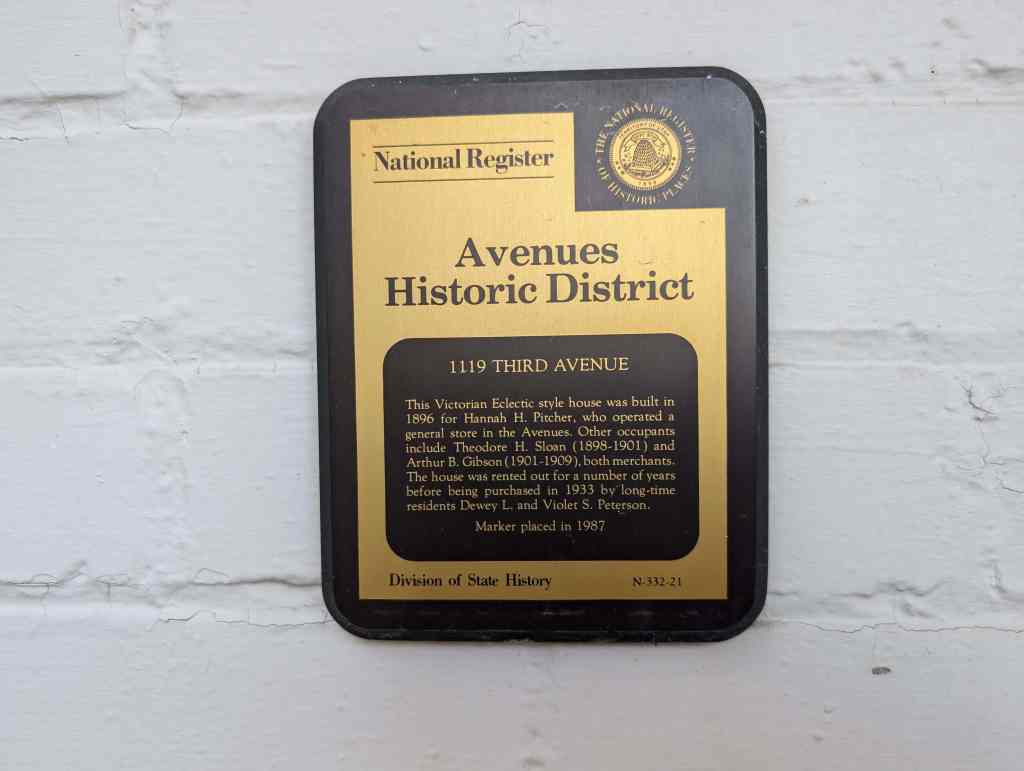 National Register
THE NATIONAL REGISTER
OF HISTORIC PLACES
1896
Avenues
Historic District
1119 THIRD AVENUE
This Victorian Eclectic style house was built in
1896 for Hannah H. Pitcher, who operated a
general store in the Avenues. Other occupants
include Theodore H. Sloan (1898-1901) and
Arthur B. Gibson (1901-1909), both merchants.
The house was rented out for a number of years
before being purchased in 1933 by long-time
residents Dewey L. and Violet S. Peterson.
Marker placed in 1987
Division of State History
N-332-21